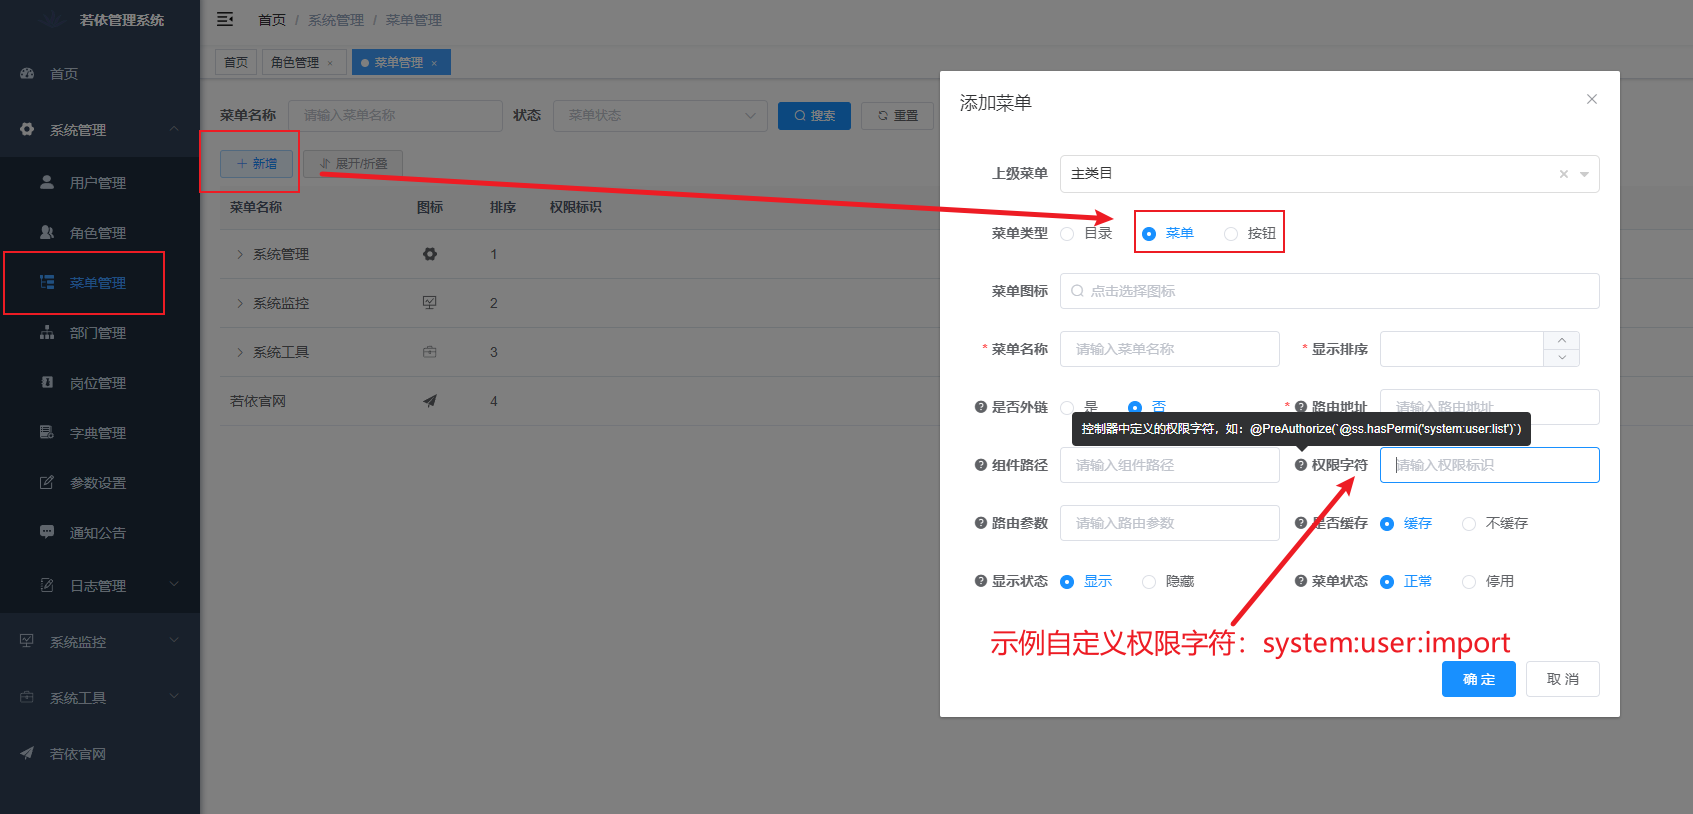 若依管理系统
首页
系统管理
用户管理
角色管理
菜单管理
部门管理
岗位管理
字典管理
参数设置
通知公告
日志管理
系统监控
系统工具
若依官网
首页 / 系统管理 / 菜单管理
首页 角色管理 × 菜单管理 ×
菜单名称 请输入菜单名称 状态 菜单状态 搜索 重置
+ 新增 展开/折叠
菜单名称 图标 排序 权限标识
系统管理 1
系统监控 2
系统工具 3
若依官网 4
添加菜单
上级菜单 主类目
菜单类型 目录 菜单 按钮
菜单图标 点击选择图标
* 菜单名称 请输入菜单名称 * 显示排序
是否外链 是 否 * 路由地址 请输入路由地址
控制器中定义的权限字符，如：@PreAuthorize(`@ss.hasPermi('system:user:list')`)
组件路径 请输入组件路径 权限字符 请输入权限标识
路由参数 请输入路由参数 是否缓存 缓存 不缓存
显示状态 显示 隐藏 菜单状态 正常 停用
示例自定义权限字符：system:user:import
确 定 取 消